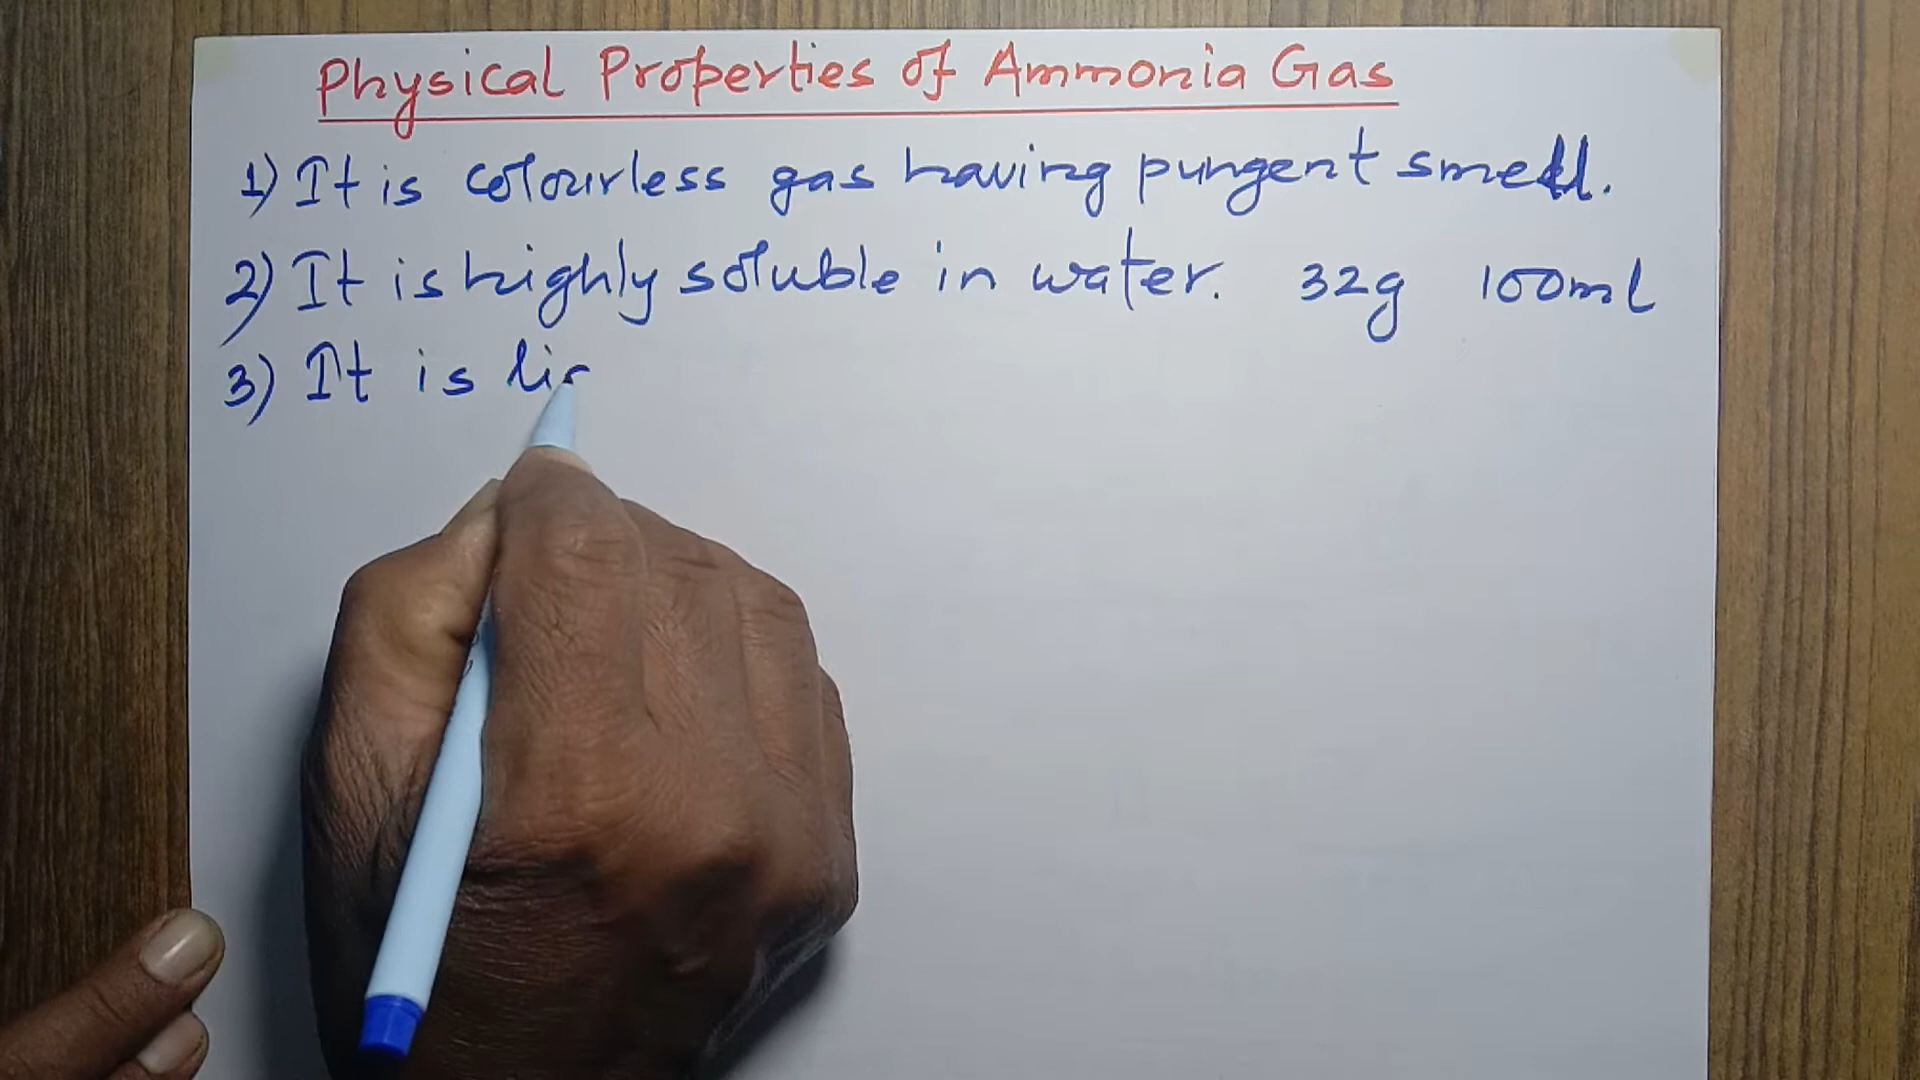 Physical Properties of Ammonia Gas
1) It is colourless gas having pungent smell.
2) It is highly soluble in water. 32g 100ml
3) It is